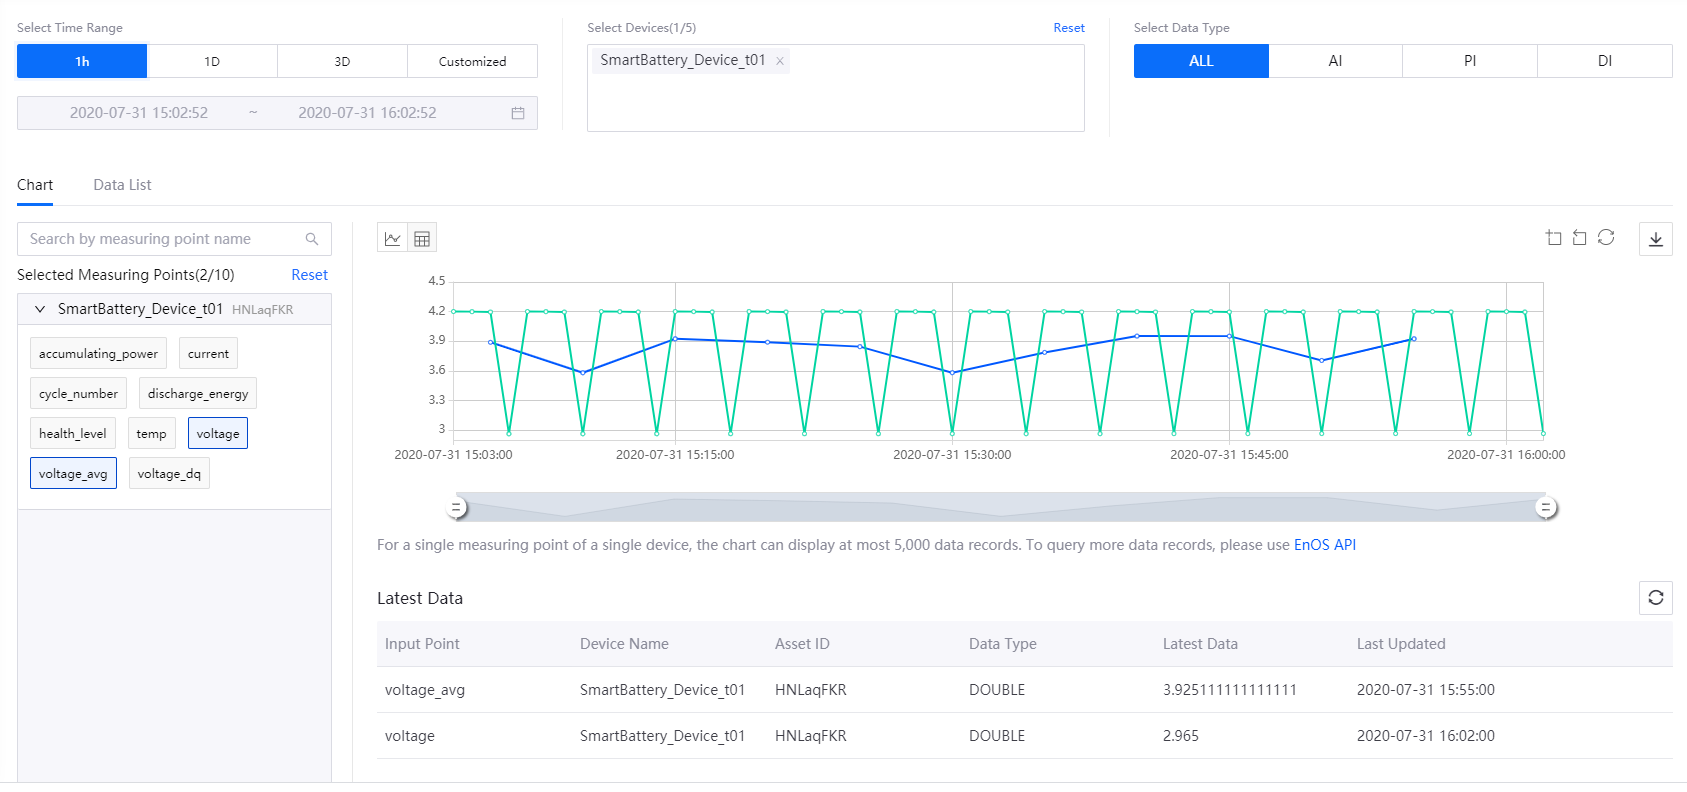 Select Time Range
1h
1D
3D
Customized
2020-07-31 15:02:52 ~ 2020-07-31 16:02:52
Select Devices(1/5)
Reset
SmartBattery_Device_t01 ×
Select Data Type
ALL
AI
PI
DI
Chart
Data List
Search by measuring point name
Selected Measuring Points(2/10)
Reset
SmartBattery_Device_t01 HNLaqFKR
accumulating_power
current
cycle_number
discharge_energy
health_level
temp
voltage
voltage_avg
voltage_dq
4.5
4.2
3.9
3.6
3.3
3
2020-07-31 15:03:00
2020-07-31 15:15:00
2020-07-31 15:30:00
2020-07-31 15:45:00
2020-07-31 16:00:00
For a single measuring point of a single device, the chart can display at most 5,000 data records. To query more data records, please use EnOS API
Latest Data
Input Point Device Name Asset ID Data Type Latest Data Last Updated
voltage_avg SmartBattery_Device_t01 HNLaqFKR DOUBLE 3.925111111111111 2020-07-31 15:55:00
voltage SmartBattery_Device_t01 HNLaqFKR DOUBLE 2.965 2020-07-31 16:02:00